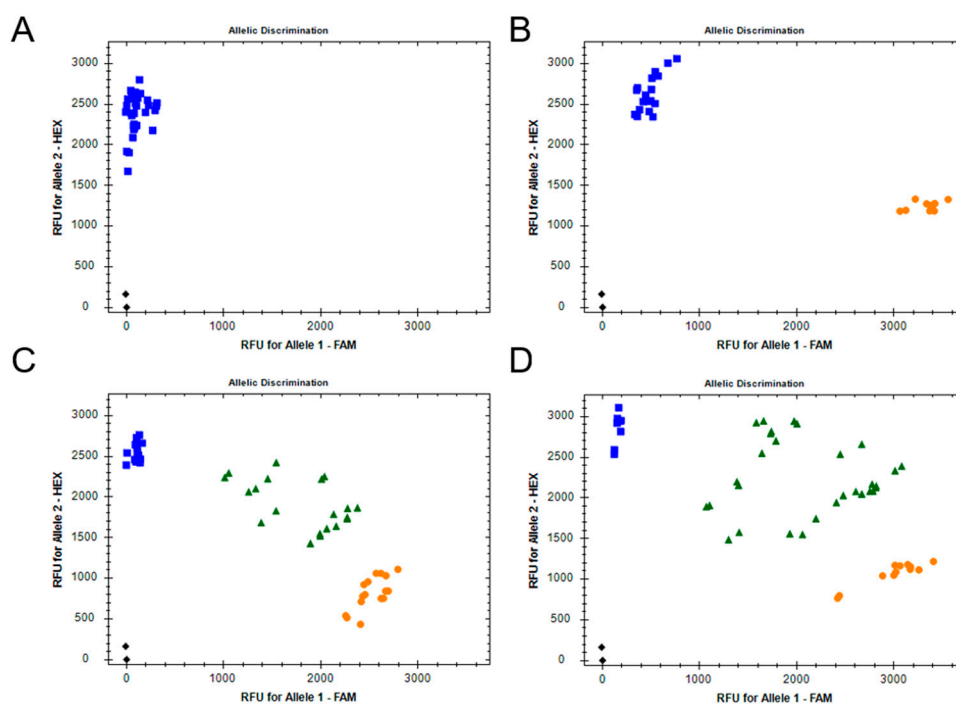 A
Allelic Discrimination
RFU for Allele 2 - HEX
3000
2500
2000
1500
1000
500
0
0 1000 2000 3000
RFU for Allele 1 - FAM
B
Allelic Discrimination
RFU for Allele 2 - HEX
3000
2500
2000
1500
1000
500
0
0 1000 2000 3000
RFU for Allele 1 - FAM
C
Allelic Discrimination
RFU for Allele 2 - HEX
3000
2500
2000
1500
1000
500
0
0 1000 2000 3000
RFU for Allele 1 - FAM
D
Allelic Discrimination
RFU for Allele 2 - HEX
3000
2500
2000
1500
1000
500
0
0 1000 2000 3000
RFU for Allele 1 - FAM